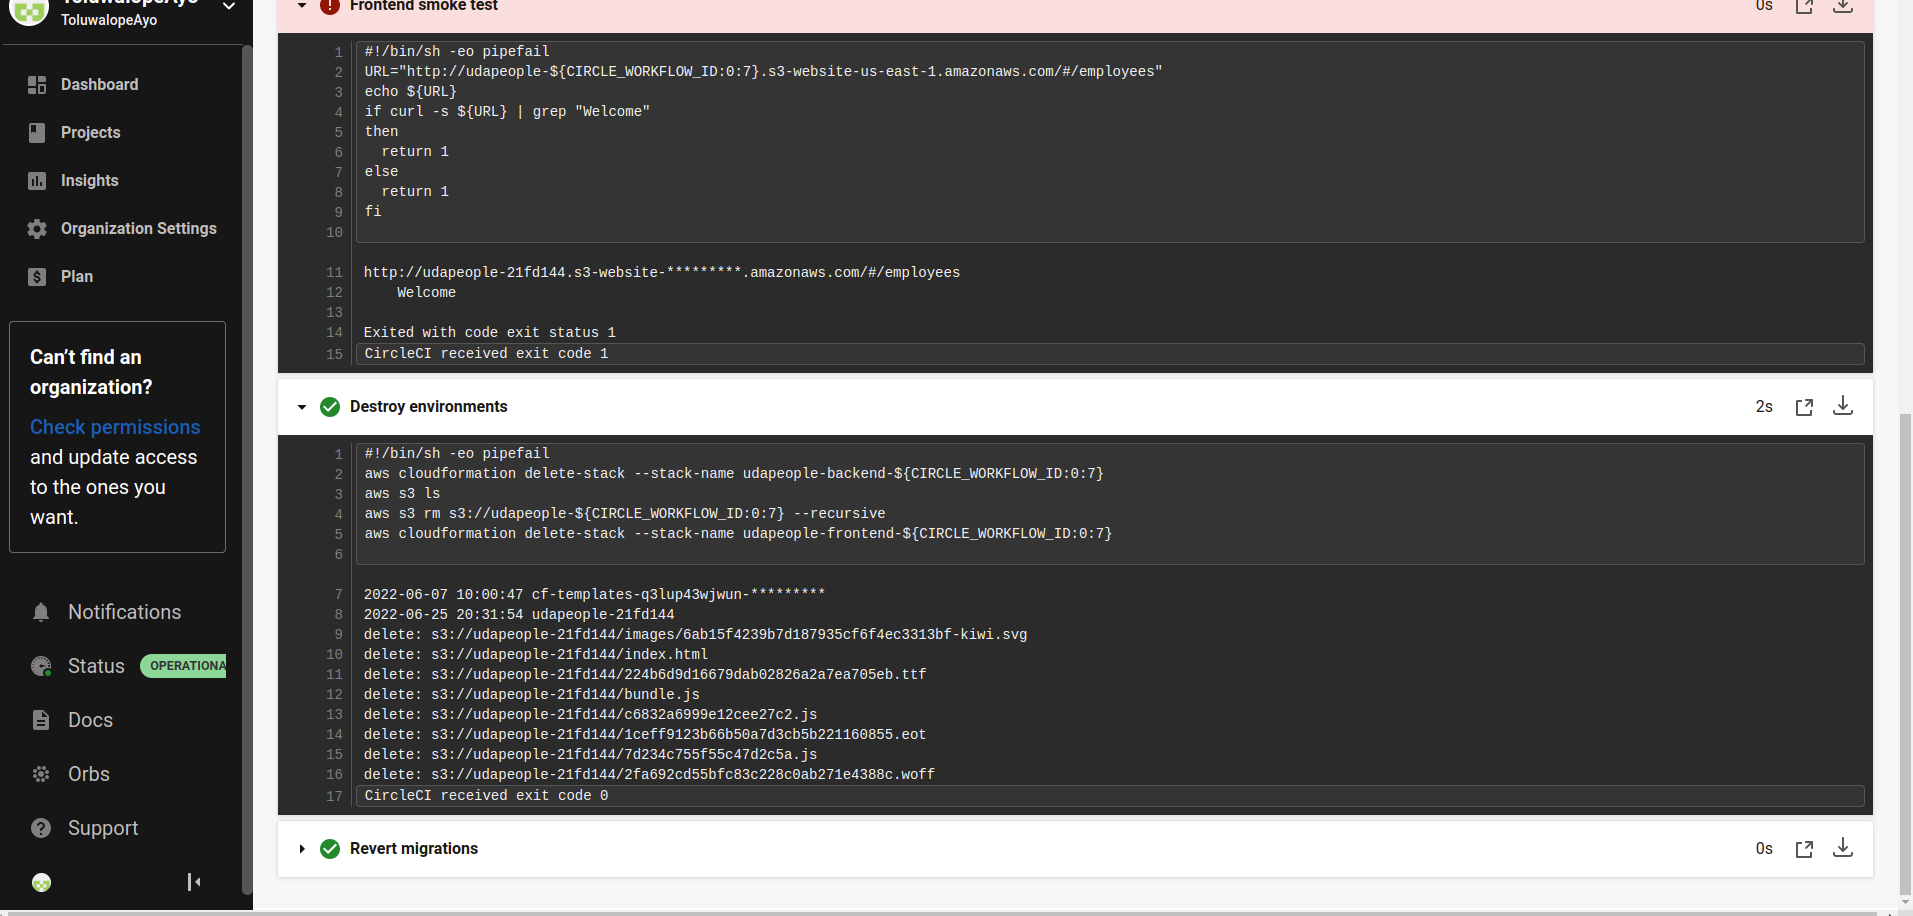 ToluwalopeAyo
ToluwalopeAyo
Dashboard
Projects
Insights
Organization Settings
Plan
Can't find an
organization?
Check permissions
and update access
to the ones you
want.
Notifications
Status OPERATIONA
Docs
Orbs
Support
Frontend smoke test 0s
1 #!/bin/sh -eo pipefail
2 URL="http://udapeople-${CIRCLE_WORKFLOW_ID:0:7}.s3-website-us-east-1.amazonaws.com/#/employees"
3 echo ${URL}
4 if curl -s ${URL} | grep "Welcome"
5 then
6   return 1
7 else
8   return 1
9 fi
10
11 http://udapeople-21fd144.s3-website-*********.amazonaws.com/#/employees
12     Welcome
13
14 Exited with code exit status 1
15 CircleCI received exit code 1
Destroy environments 2s
1 #!/bin/sh -eo pipefail
2 aws cloudformation delete-stack --stack-name udapeople-backend-${CIRCLE_WORKFLOW_ID:0:7}
3 aws s3 ls
4 aws s3 rm s3://udapeople-${CIRCLE_WORKFLOW_ID:0:7} --recursive
5 aws cloudformation delete-stack --stack-name udapeople-frontend-${CIRCLE_WORKFLOW_ID:0:7}
6
7 2022-06-07 10:00:47 cf-templates-q3lup43wjwun-*********
8 2022-06-25 20:31:54 udapeople-21fd144
9 delete: s3://udapeople-21fd144/images/6ab15f4239b7d187935cf6f4ec3313bf-kiwi.svg
10 delete: s3://udapeople-21fd144/index.html
11 delete: s3://udapeople-21fd144/224b6d9d16679dab02826a2a7ea705eb.ttf
12 delete: s3://udapeople-21fd144/bundle.js
13 delete: s3://udapeople-21fd144/c6832a6999e12cee27c2.js
14 delete: s3://udapeople-21fd144/1ceff9123b66b50a7d3cb5b221160855.eot
15 delete: s3://udapeople-21fd144/7d234c755f55c47d2c5a.js
16 delete: s3://udapeople-21fd144/2fa692cd55bfc83c228c0ab271e4388c.woff
17 CircleCI received exit code 0
Revert migrations 0s